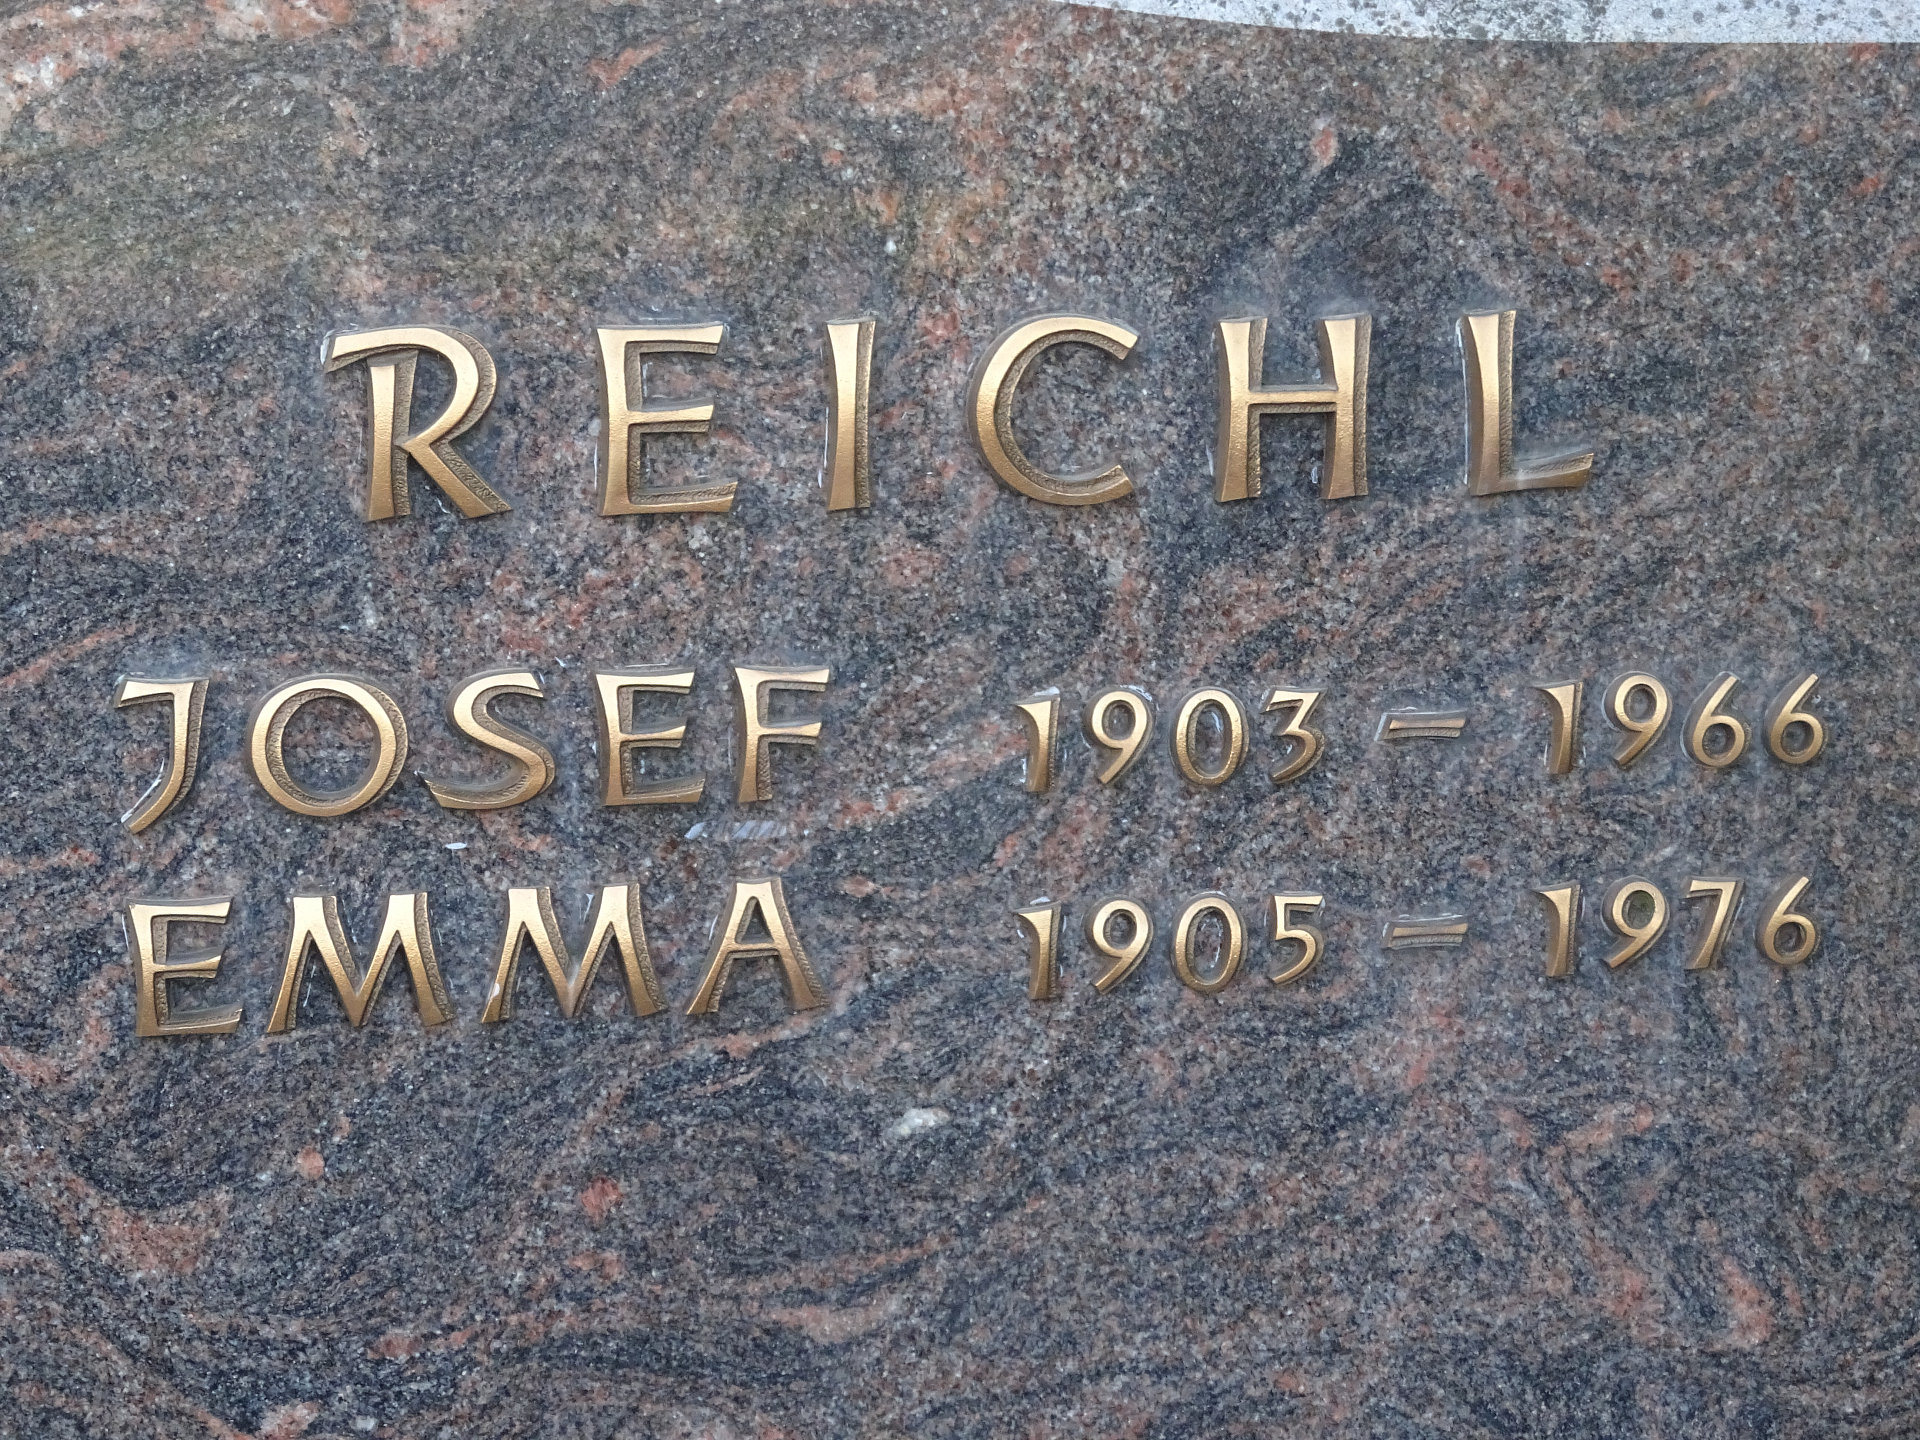 REICHL
JOSEF 1903 – 1966
EMMA 1905 – 1976